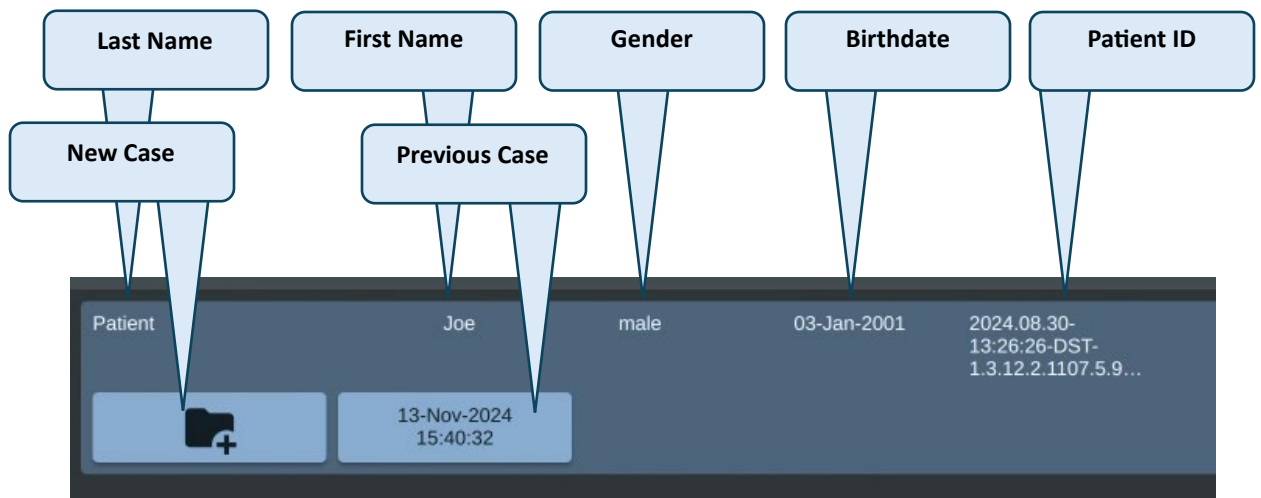 Last Name
First Name
Gender
Birthdate
Patient ID
New Case
Previous Case
Patient
Joe
male
03-Jan-2001
2024.08.30-
13:26:26-DST-
1.3.12.2.1107.5.9...
13-Nov-2024
15:40:32